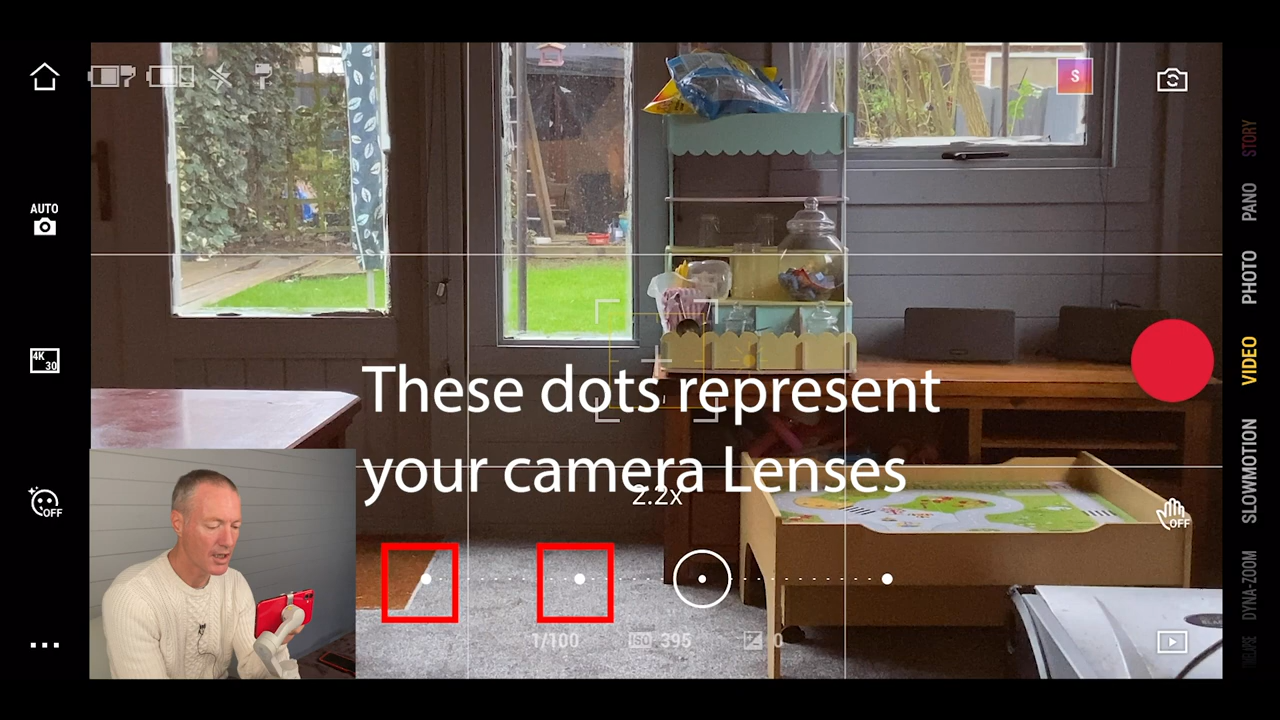 S
AUTO
4K
30
OFF
These dots represent
your camera Lenses
2.2x
1/100
ISO 395
0
STORY
PANO
PHOTO
VIDEO
SLOWMOTION
DYNA-ZOOM
OFF